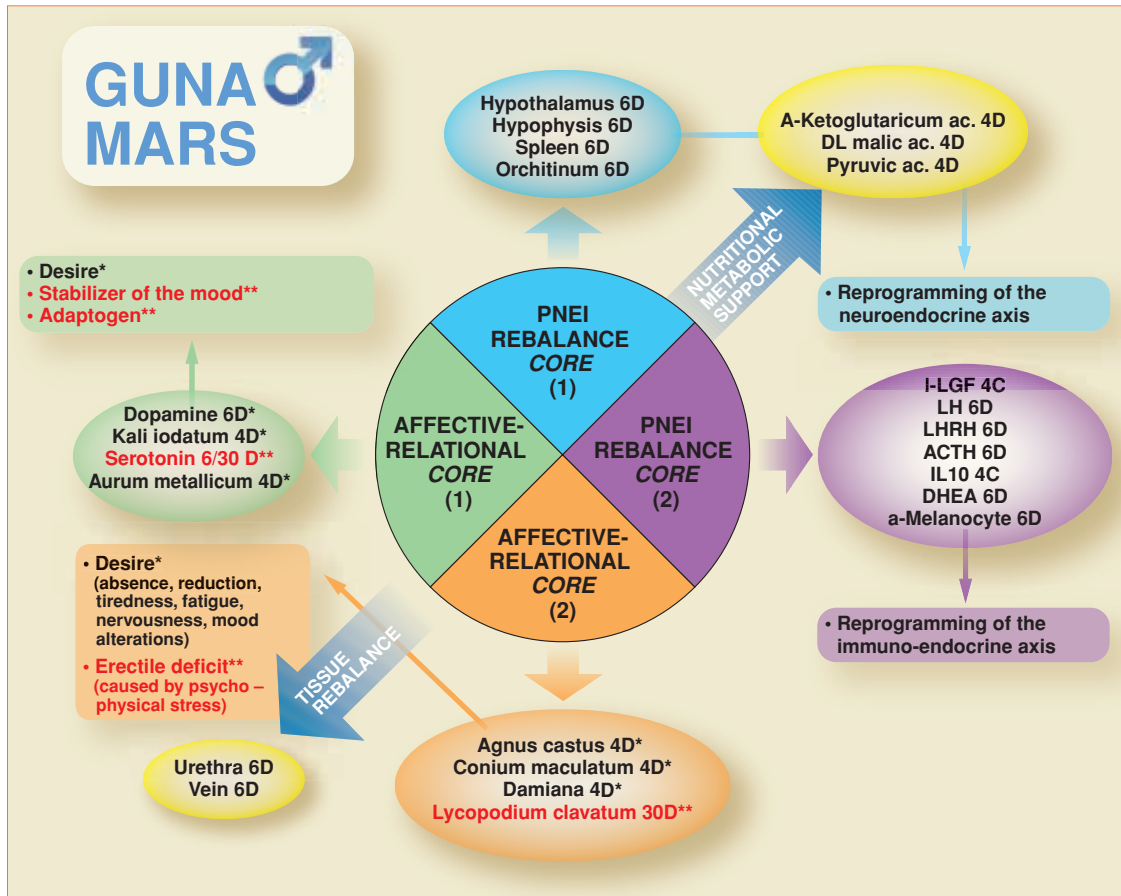 GUNA
MARS
Hypothalamus 6D
Hypophysis 6D
Spleen 6D
Orchitinum 6D
A-Ketoglutaricum ac. 4D
DL malic ac. 4D
Pyruvic ac. 4D
NUTRITIONAL
METABOLIC
SUPPORT
• Desire*
• Stabilizer of the mood**
• Adaptogen**
• Reprogramming of the
neuroendocrine axis
PNEI
REBALANCE
CORE
(1)
AFFECTIVE-
RELATIONAL
CORE
(1)
PNEI
REBALANCE
CORE
(2)
AFFECTIVE-
RELATIONAL
CORE
(2)
Dopamine 6D*
Kali iodatum 4D*
Serotonin 6/30 D**
Aurum metallicum 4D*
I-LGF 4C
LH 6D
LHRH 6D
ACTH 6D
IL10 4C
DHEA 6D
a-Melanocyte 6D
• Desire*
(absence, reduction,
tiredness, fatigue,
nervousness, mood
alterations)
• Erectile deficit**
(caused by psycho –
physical stress)
TISSUE
REBALANCE
• Reprogramming of the
immuno-endocrine axis
Urethra 6D
Vein 6D
Agnus castus 4D*
Conium maculatum 4D*
Damiana 4D*
Lycopodium clavatum 30D**